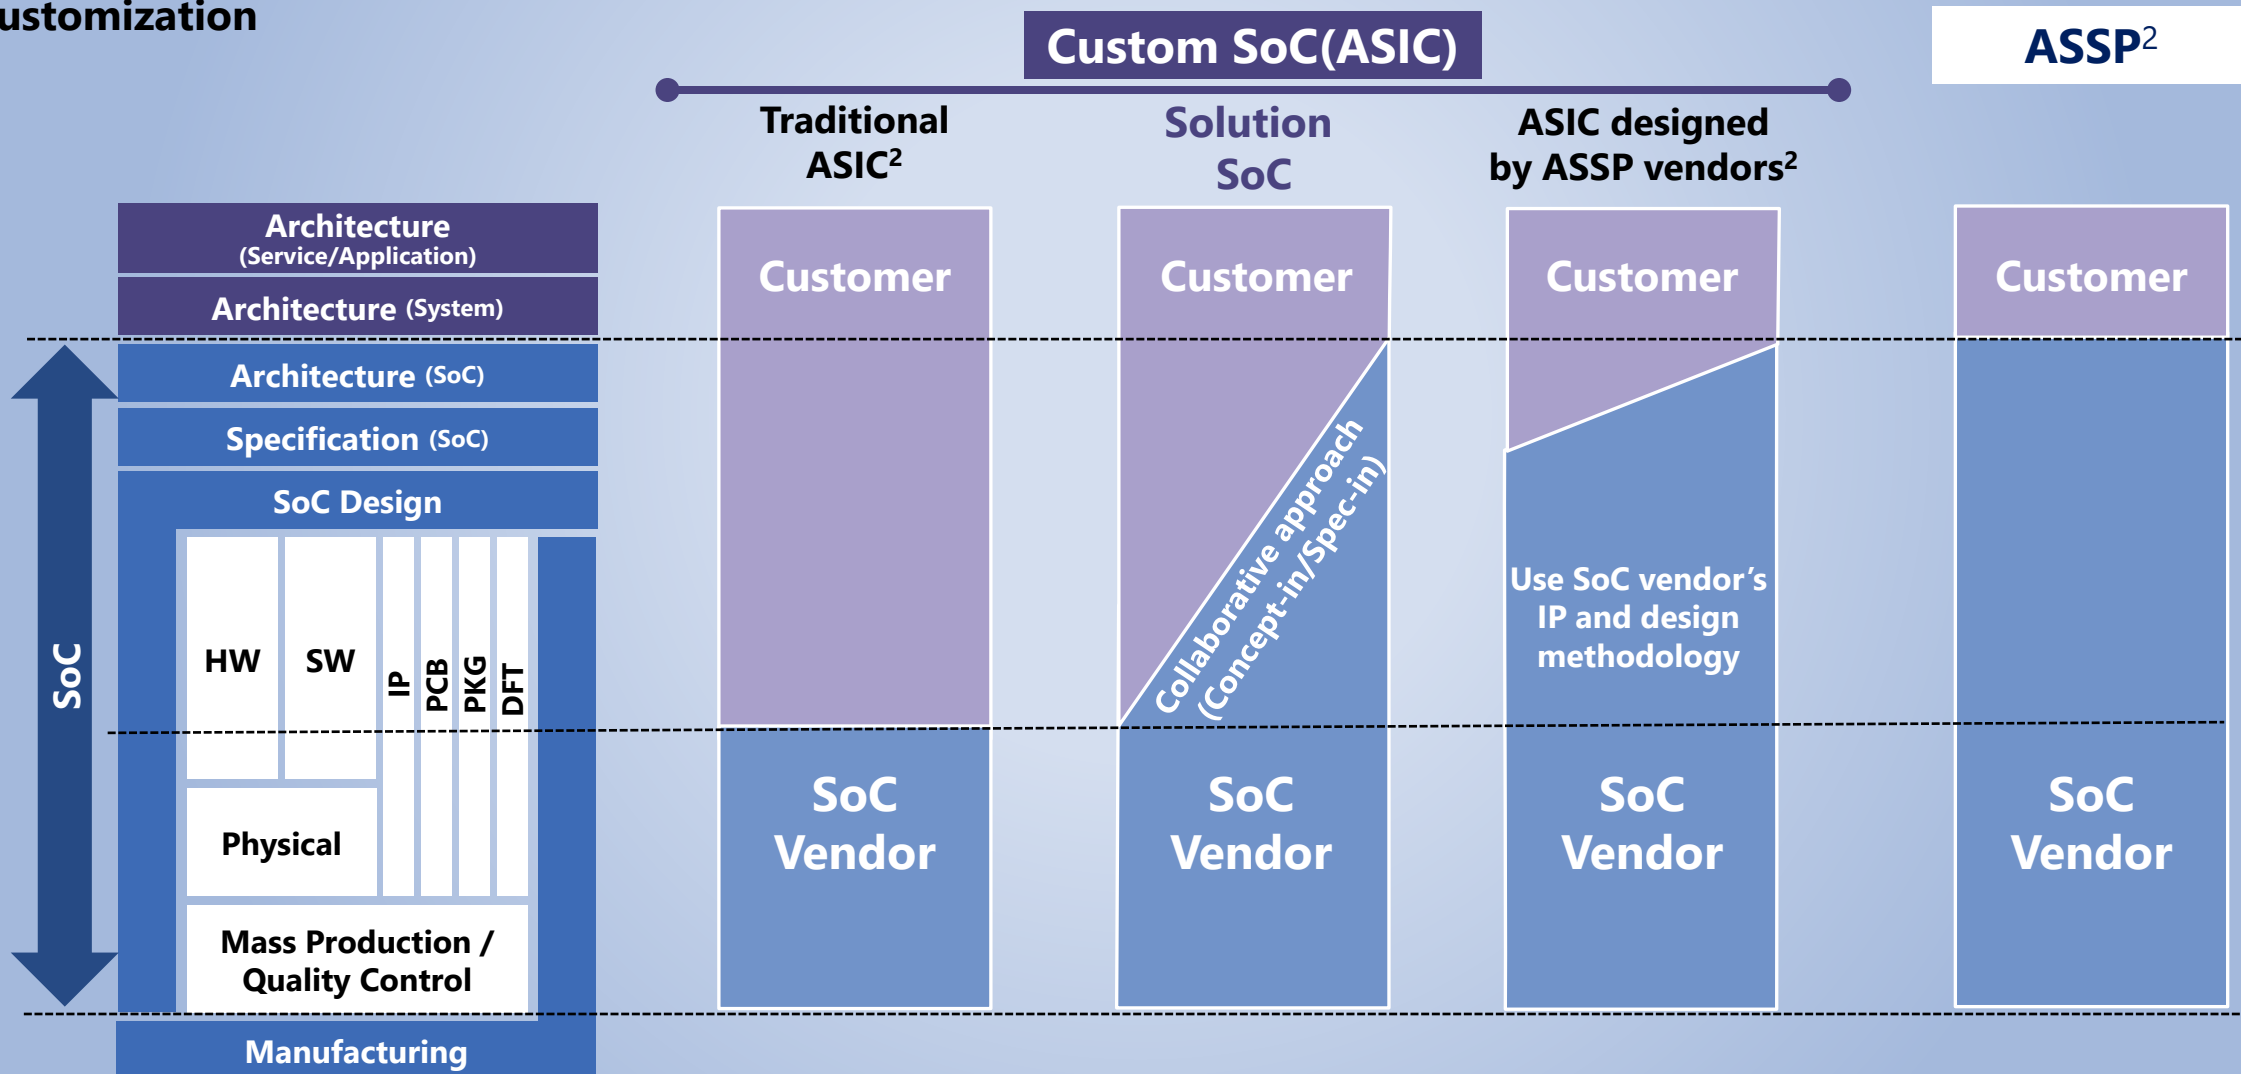 ustomization
Custom SoC(ASIC)
ASSP²
Traditional
ASIC²
Solution
SoC
ASIC designed
by ASSP vendors²
Architecture
(Service/Application)
Architecture (System)
Architecture (SoC)
Specification (SoC)
SoC Design
HW
SW
IP
PCB
PKG
DFT
Physical
Mass Production /
Quality Control
Manufacturing
SoC
Customer
SoC
Vendor
Customer
Collaborative approach
(Concept-in/Spec-in)
SoC
Vendor
Customer
Use SoC vendor’s
IP and design
methodology
SoC
Vendor
Customer
SoC
Vendor